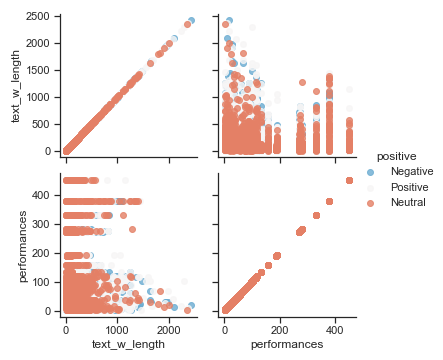 2500
2000
1500
1000
500
0
text_w_length
positive
Negative
Positive
Neutral
400
300
200
100
0
performances
0 1000 2000
0 200 400
text_w_length performances